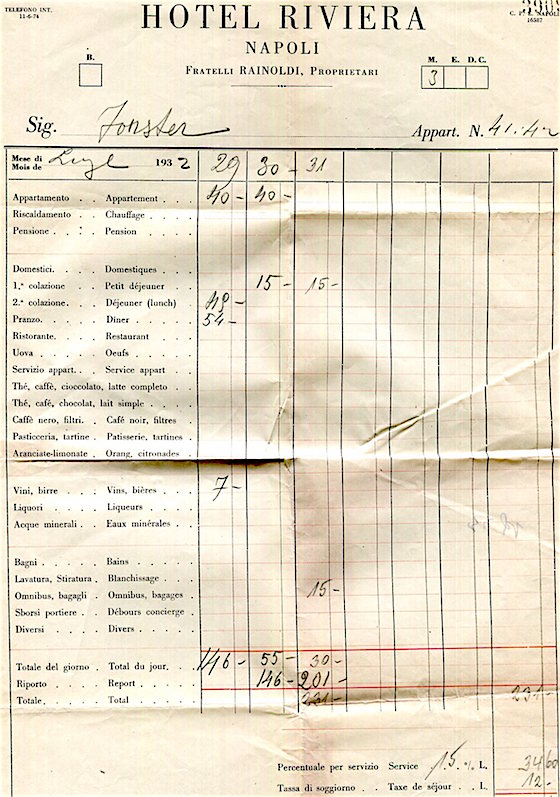 TELEFONO INT.
11-6-74
HOTEL RIVIERA
NAPOLI
FRATELLI RAINOLDI, PROPRIETARI
3909
C. P. E. NAPOLI
16587
B.
M. E. D.C.
3
Sig. Forster Appart. N. 41-42
Mese di
Mois de Lugl 1932 29 30 - 31
Appartamento . . Appartement . . 40 - 40 -
Riscaldamento . . Chauffage . . .
Pensione . . . Pension . . . .
Domestici. . . . Domestiques . . .
1.ª colazione . . Petit déjeuner . . 15 - 15 -
2.ª colazione. . . Déjeuner (lunch) 49 -
Pranzo. . . . . Dîner . . . . . 54 -
Ristorante. . . . Restaurant . . .
Uova . . . . Oeufs . . . . .
Servizio appart. . Service appart . . .
Thé, caffè, cioccolato, latte completo . . .
Thé, café, chocolat, lait simple . . . .
Caffè nero, filtri. . Café noir, filtres .
Pasticceria, tartine . Patisserie, tartines .
Aranciate-limonate . Orang, citronades
Vini, birre . . . Vins, bières . . . 7 -
Liquori . . . . Liqueurs . . . .
Acque minerali . . Eaux minérales . .
Bagni . . . . Bains . . . . .
Lavatura, Stiratura . Blanchissage . . .
Omnibus, bagagli . Omnibus, bagages . 15 -
Sborsi portiere . . Débours concierge .
Diversi . . . . Divers . . . . .
Totale del giorno . Total du jour. . . 146 - 55 - 30 -
Riporto . . . . Report . . . . 146 - 201 -
Totale. . . . . Total . . . . . 231 - 231 -
Percentuale per servizio Service 15. % L. 34 60
Tassa di soggiorno . . Taxe de séjour . . L. 12 -